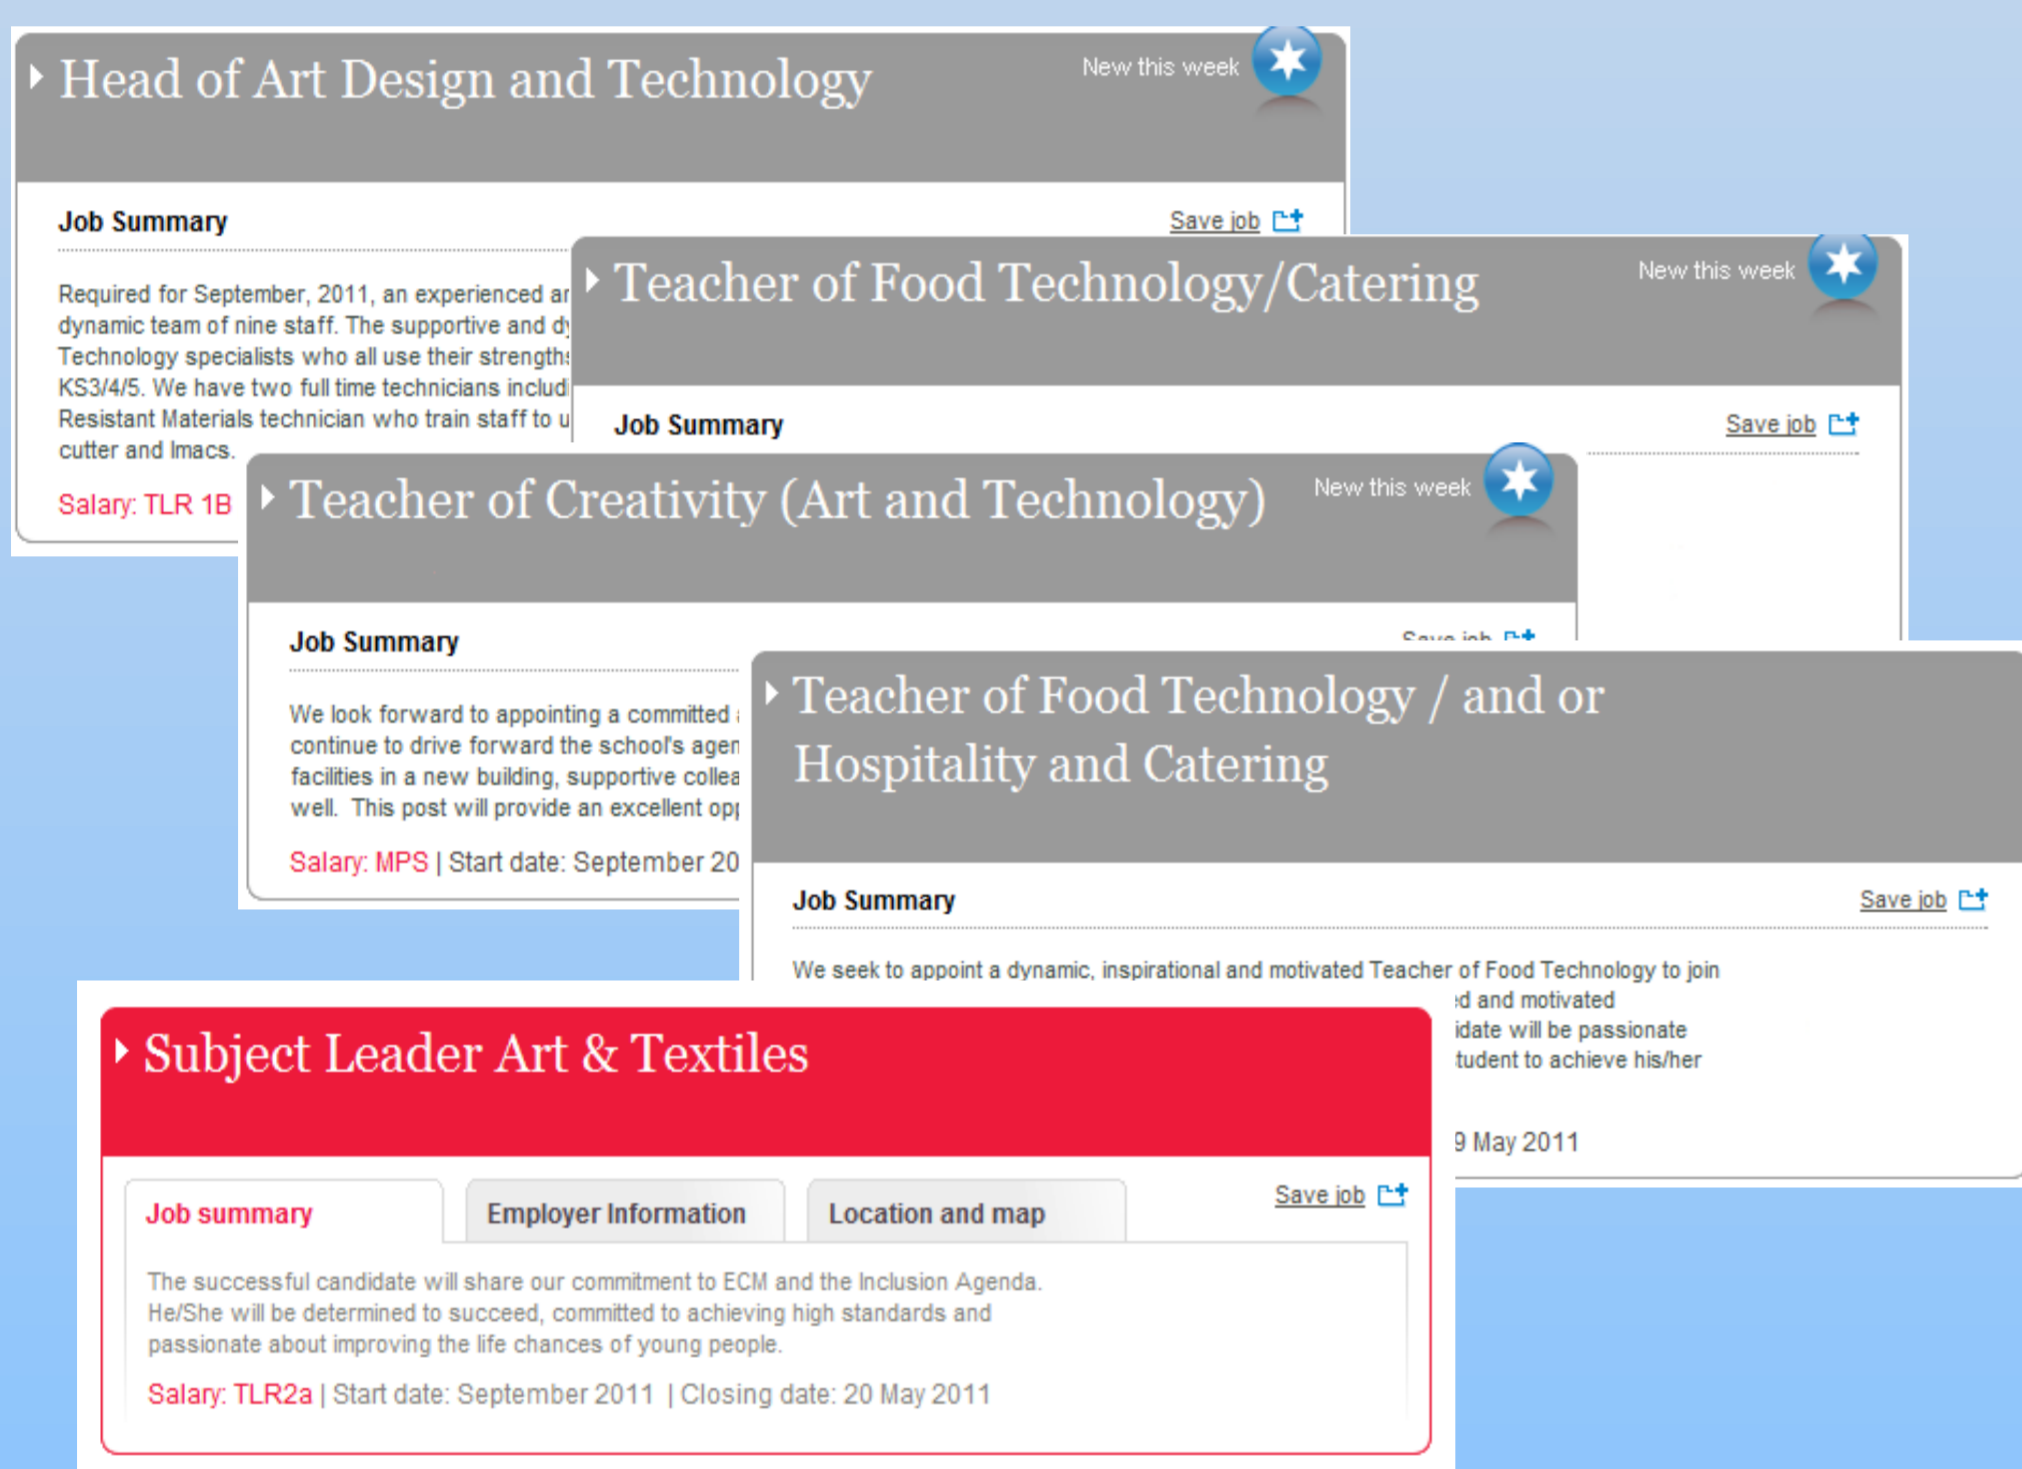 Head of Art Design and Technology
New this week
Job Summary
Save job
Required for September, 2011, an experienced
dynamic team of nine staff. The supportive and
Technology specialists who all use their
KS3/4/5. We have two full time technicians
Resistant Materials technician who train staff to
cutter and Imacs.
Salary: TLR 1B
Teacher of Food Technology/Catering
New this week
Job Summary
Save job
Teacher of Creativity (Art and Technology)
New this week
Job Summary
Save job
We look forward to appointing a committed
continue to drive forward the school's
facilities in a new building, supportive
well. This post will provide an excellent
Salary: MPS | Start date: September 20
Teacher of Food Technology / and or
Hospitality and Catering
Job Summary
Save job
We seek to appoint a dynamic, inspirational and motivated Teacher of Food Technology to join
and motivated
will be passionate
to achieve his/her
9 May 2011
Subject Leader Art & Textiles
Job summary
Employer Information
Location and map
Save job
The successful candidate will share our commitment to ECM and the Inclusion Agenda.
He/She will be determined to succeed, committed to achieving high standards and
passionate about improving the life chances of young people.
Salary: TLR2a | Start date: September 2011 | Closing date: 20 May 2011